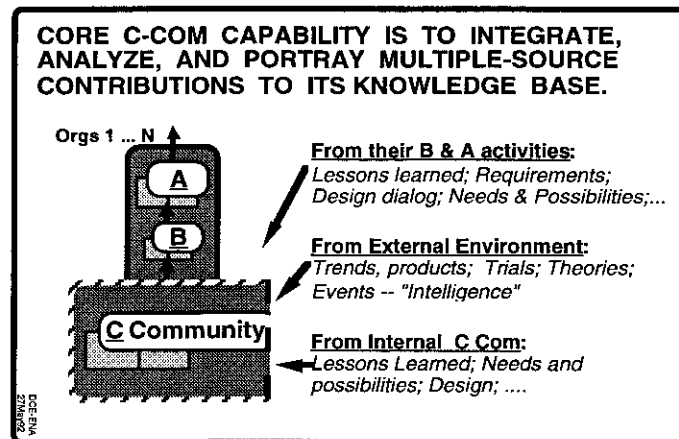 CORE C-COM CAPABILITY IS TO INTEGRATE,
ANALYZE, AND PORTRAY MULTIPLE-SOURCE
CONTRIBUTIONS TO ITS KNOWLEDGE BASE.
Orgs 1 ... N
A
B
C Community
From their B & A activities:
Lessons learned; Requirements;
Design dialog; Needs & Possibilities;...
From External Environment:
Trends, products; Trials; Theories;
Events -- "Intelligence"
From Internal C Com:
Lessons Learned; Needs and
possibilities; Design; ....
DCE-ENA
27May92